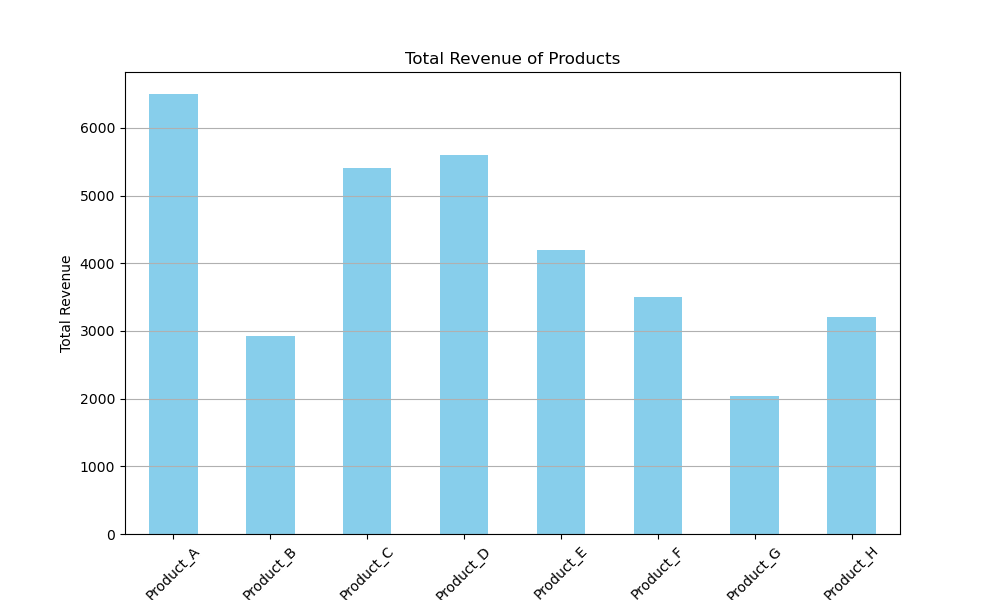 Total Revenue of Products
Total Revenue
6000
5000
4000
3000
2000
1000
0
Product_A
Product_B
Product_C
Product_D
Product_E
Product_F
Product_G
Product_H